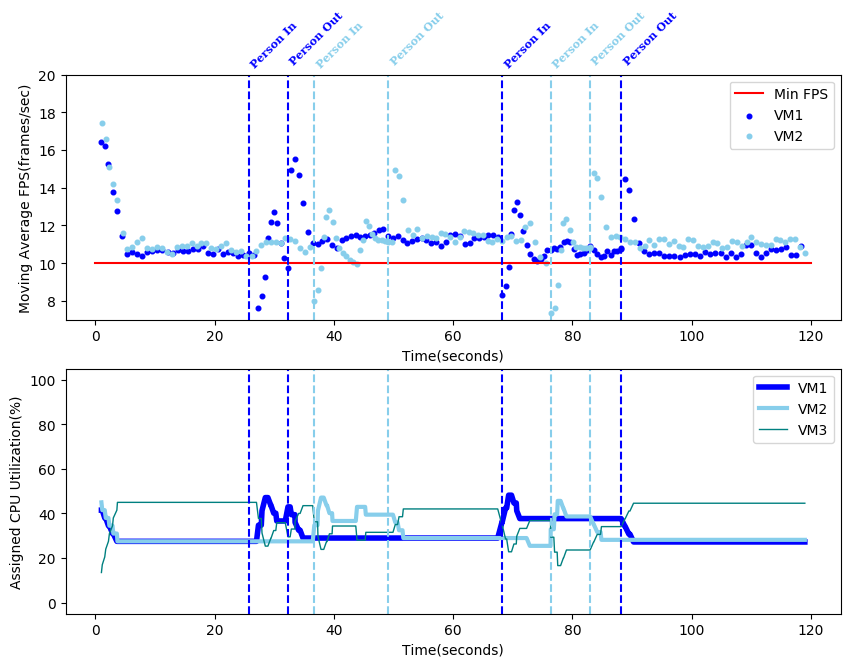 Person In
Person Out
Person In
Person Out
Person In
Person In
Person Out
Person Out
20
18
16
14
12
10
8
Moving Average FPS(frames/sec)
Min FPS
VM1
VM2
0 20 40 60 80 100 120
Time(seconds)
100
80
60
40
20
0
Assigned CPU Utilization(%)
VM1
VM2
VM3
0 20 40 60 80 100 120
Time(seconds)